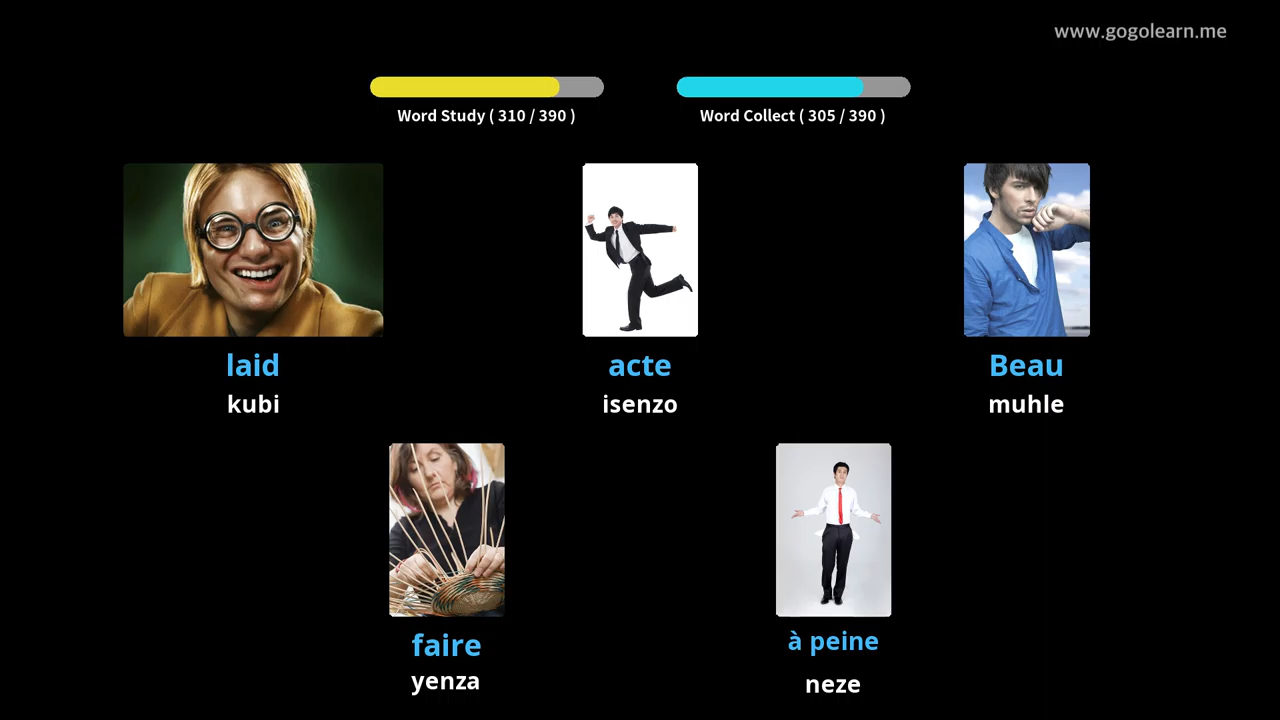 www.gogolearn.me
Word Study ( 310 / 390 )
Word Collect ( 305 / 390 )
laid
kubi
acte
isenzo
Beau
muhle
faire
yenza
à peine
neze